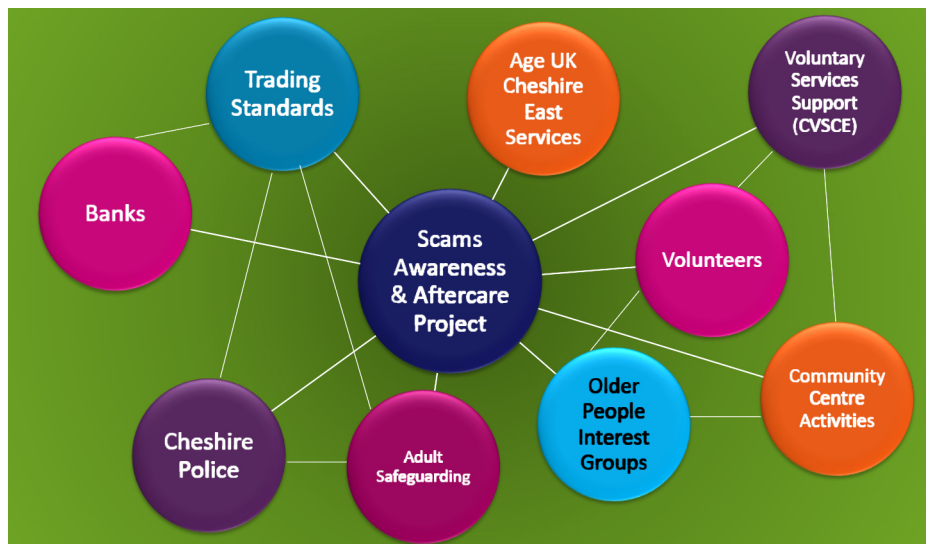 Trading
Standards
Age UK
Cheshire
East
Services
Voluntary
Services
Support
(CVSCE)
Banks
Scams
Awareness
& Aftercare
Project
Volunteers
Cheshire
Police
Adult
Safeguarding
Older
People
Interest
Groups
Community
Centre
Activities